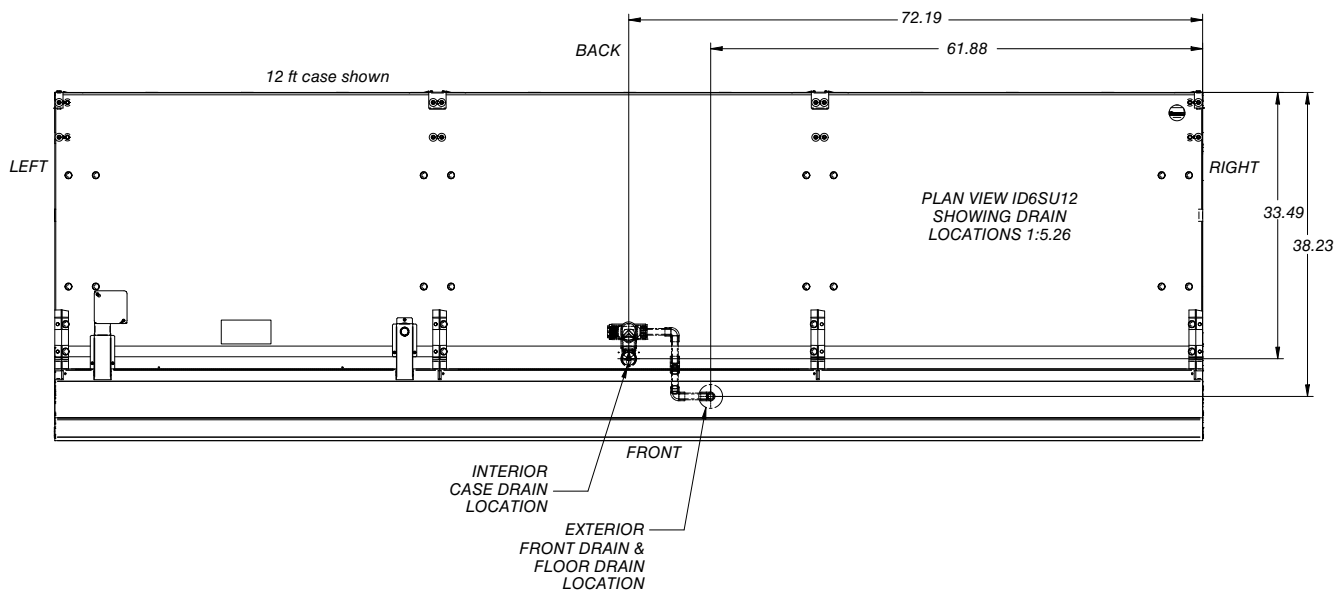 72.19
BACK
61.88
12 ft case shown
LEFT
RIGHT
PLAN VIEW ID6SU12
SHOWING DRAIN
LOCATIONS 1:5.26
33.49
38.23
FRONT
INTERIOR
CASE DRAIN
LOCATION
EXTERIOR
FRONT DRAIN &
FLOOR DRAIN
LOCATION